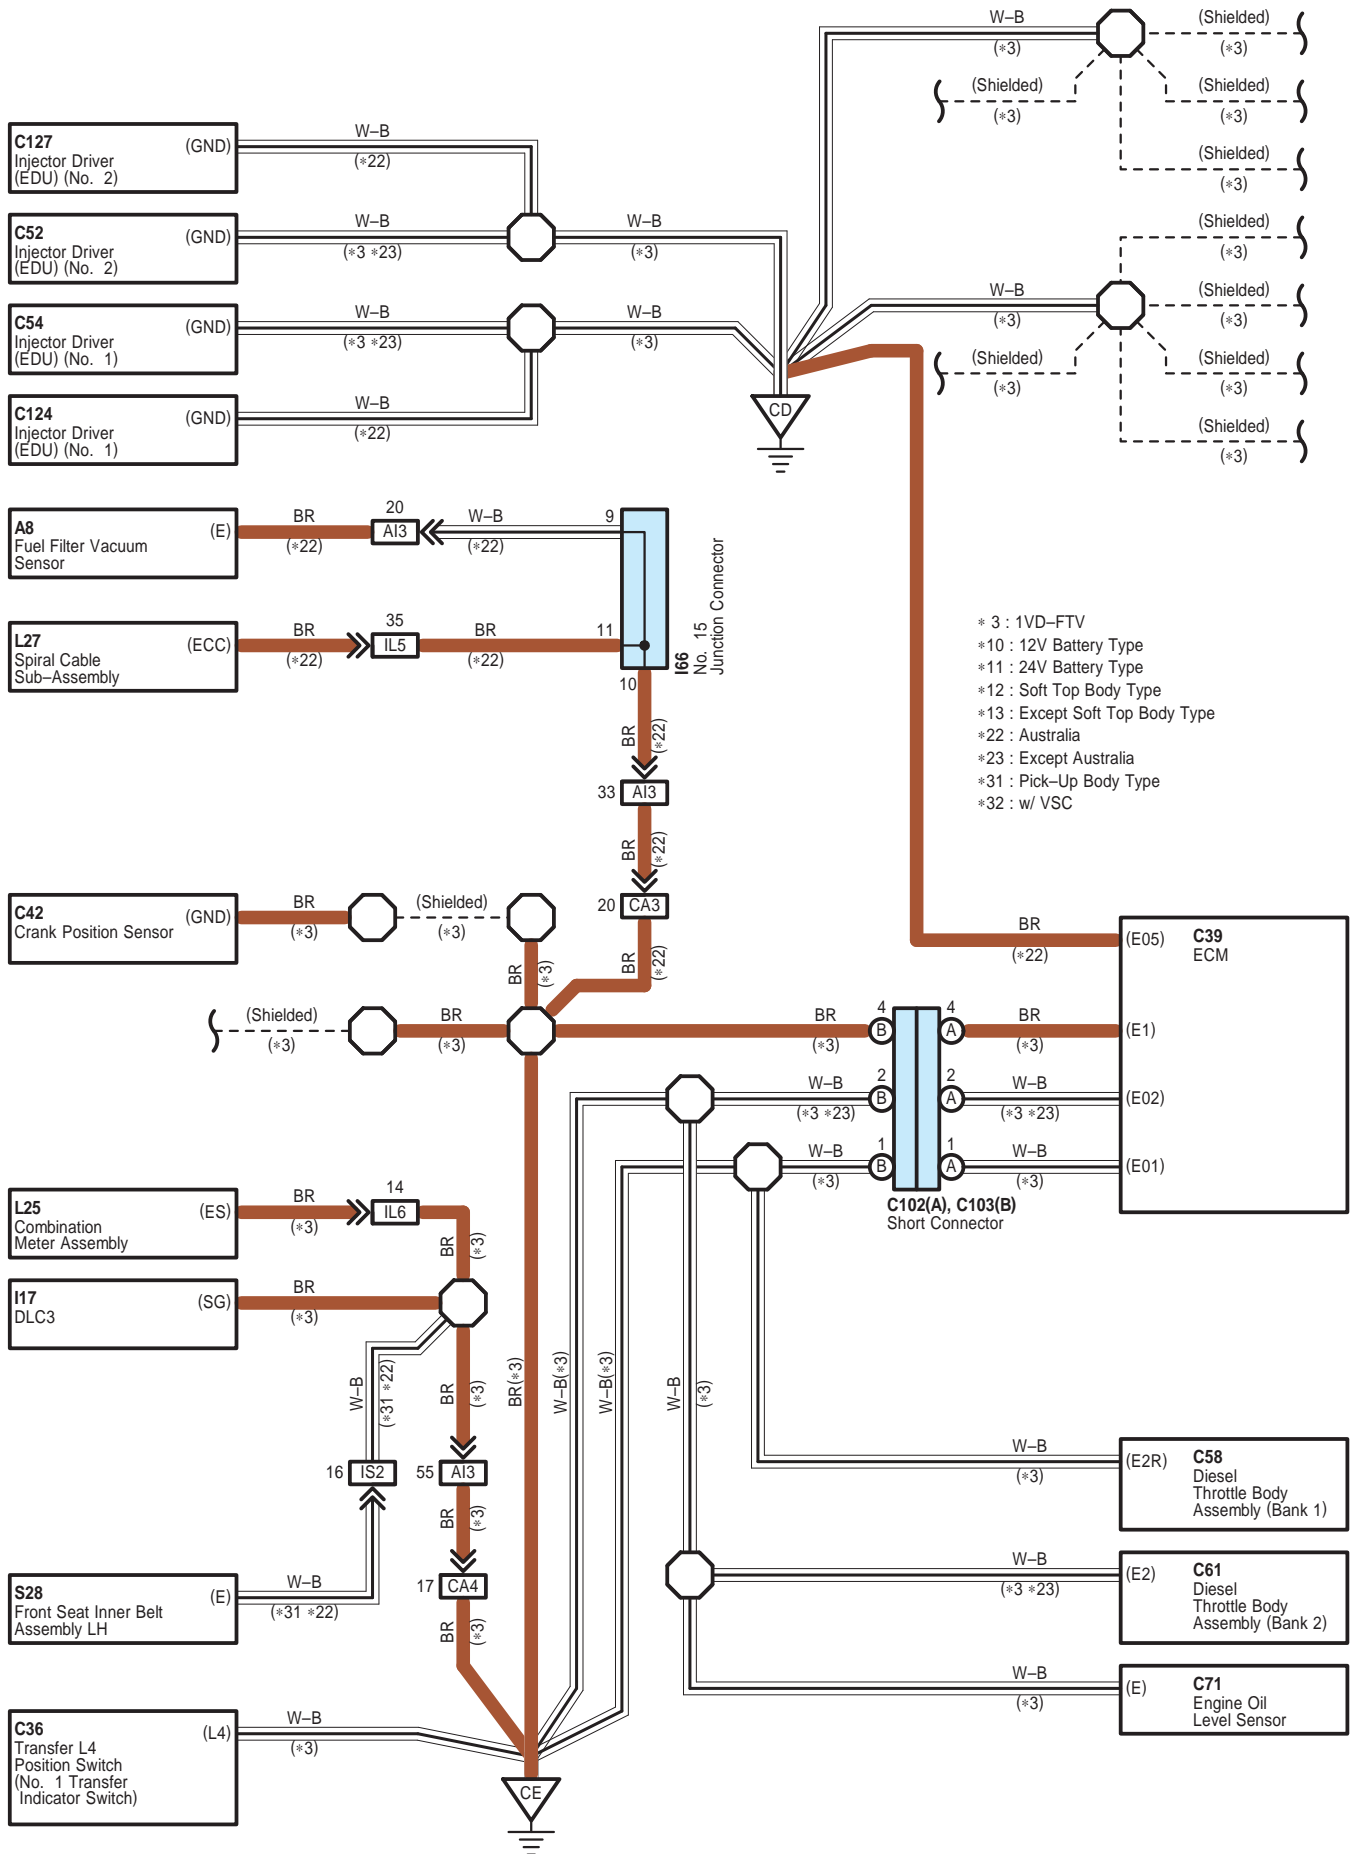 W–B
(∗3)
(Shielded)
(∗3)
(Shielded)
(∗3)
(Shielded)
(∗3)
(Shielded)
(∗3)
C127
Injector Driver
(EDU) (No. 2)
(GND)
W–B
(∗22)
C52
Injector Driver
(EDU) (No. 2)
(GND)
W–B
(∗3 ∗23)
W–B
(∗3)
(Shielded)
(∗3)
C54
Injector Driver
(EDU) (No. 1)
(GND)
W–B
(∗3 ∗23)
W–B
(∗3)
W–B
(∗3)
(Shielded)
(∗3)
(Shielded)
(∗3)
(Shielded)
(∗3)
(Shielded)
(∗3)
C124
Injector Driver
(EDU) (No. 1)
(GND)
W–B
(∗22)
CD
A8
Fuel Filter Vacuum
Sensor
(E)
BR
(∗22)
20
AI3
W–B
(∗22)
9
L27
Spiral Cable
Sub–Assembly
(ECC)
BR
(∗22)
35
IL5
BR
(∗22)
11
10
I66
No. 15
Junction Connector
∗ 3 : 1VD–FTV
∗10 : 12V Battery Type
∗11 : 24V Battery Type
∗12 : Soft Top Body Type
∗13 : Except Soft Top Body Type
∗22 : Australia
∗23 : Except Australia
∗31 : Pick–Up Body Type
∗32 : w/ VSC
BR
(∗22)
33
AI3
BR
(∗22)
20
CA3
BR
(∗22)
C42
Crank Position Sensor
(GND)
BR
(∗3)
(Shielded)
(∗3)
BR
(∗3)
(Shielded)
(∗3)
BR
(∗3)
BR
(∗3)
4
B
4
A
BR
(∗3)
BR
(∗22)
(E05)
C39
ECM
(E1)
W–B
(∗3 ∗23)
2
B
2
A
W–B
(∗3 ∗23)
(E02)
W–B
(∗3)
1
B
1
A
W–B
(∗3)
(E01)
C102(A), C103(B)
Short Connector
L25
Combination
Meter Assembly
(ES)
BR
(∗3)
14
IL6
BR
(∗3)
I17
DLC3
(SG)
BR
(∗3)
W–B
(∗31 ∗22)
BR
(∗3)
BR(∗3)
W–B(∗3)
W–B(∗3)
W–B
(∗3)
16
IS2
55
AI3
BR
(∗3)
W–B
(∗3)
(E2R)
C58
Diesel
Throttle Body
Assembly (Bank 1)
S28
Front Seat Inner Belt
Assembly LH
(E)
W–B
(∗31 ∗22)
17
CA4
BR
(∗3)
W–B
(∗3 ∗23)
(E2)
C61
Diesel
Throttle Body
Assembly (Bank 2)
W–B
(∗3)
(E)
C71
Engine Oil
Level Sensor
C36
Transfer L4
Position Switch
(No. 1 Transfer
Indicator Switch)
(L4)
W–B
(∗3)
CE